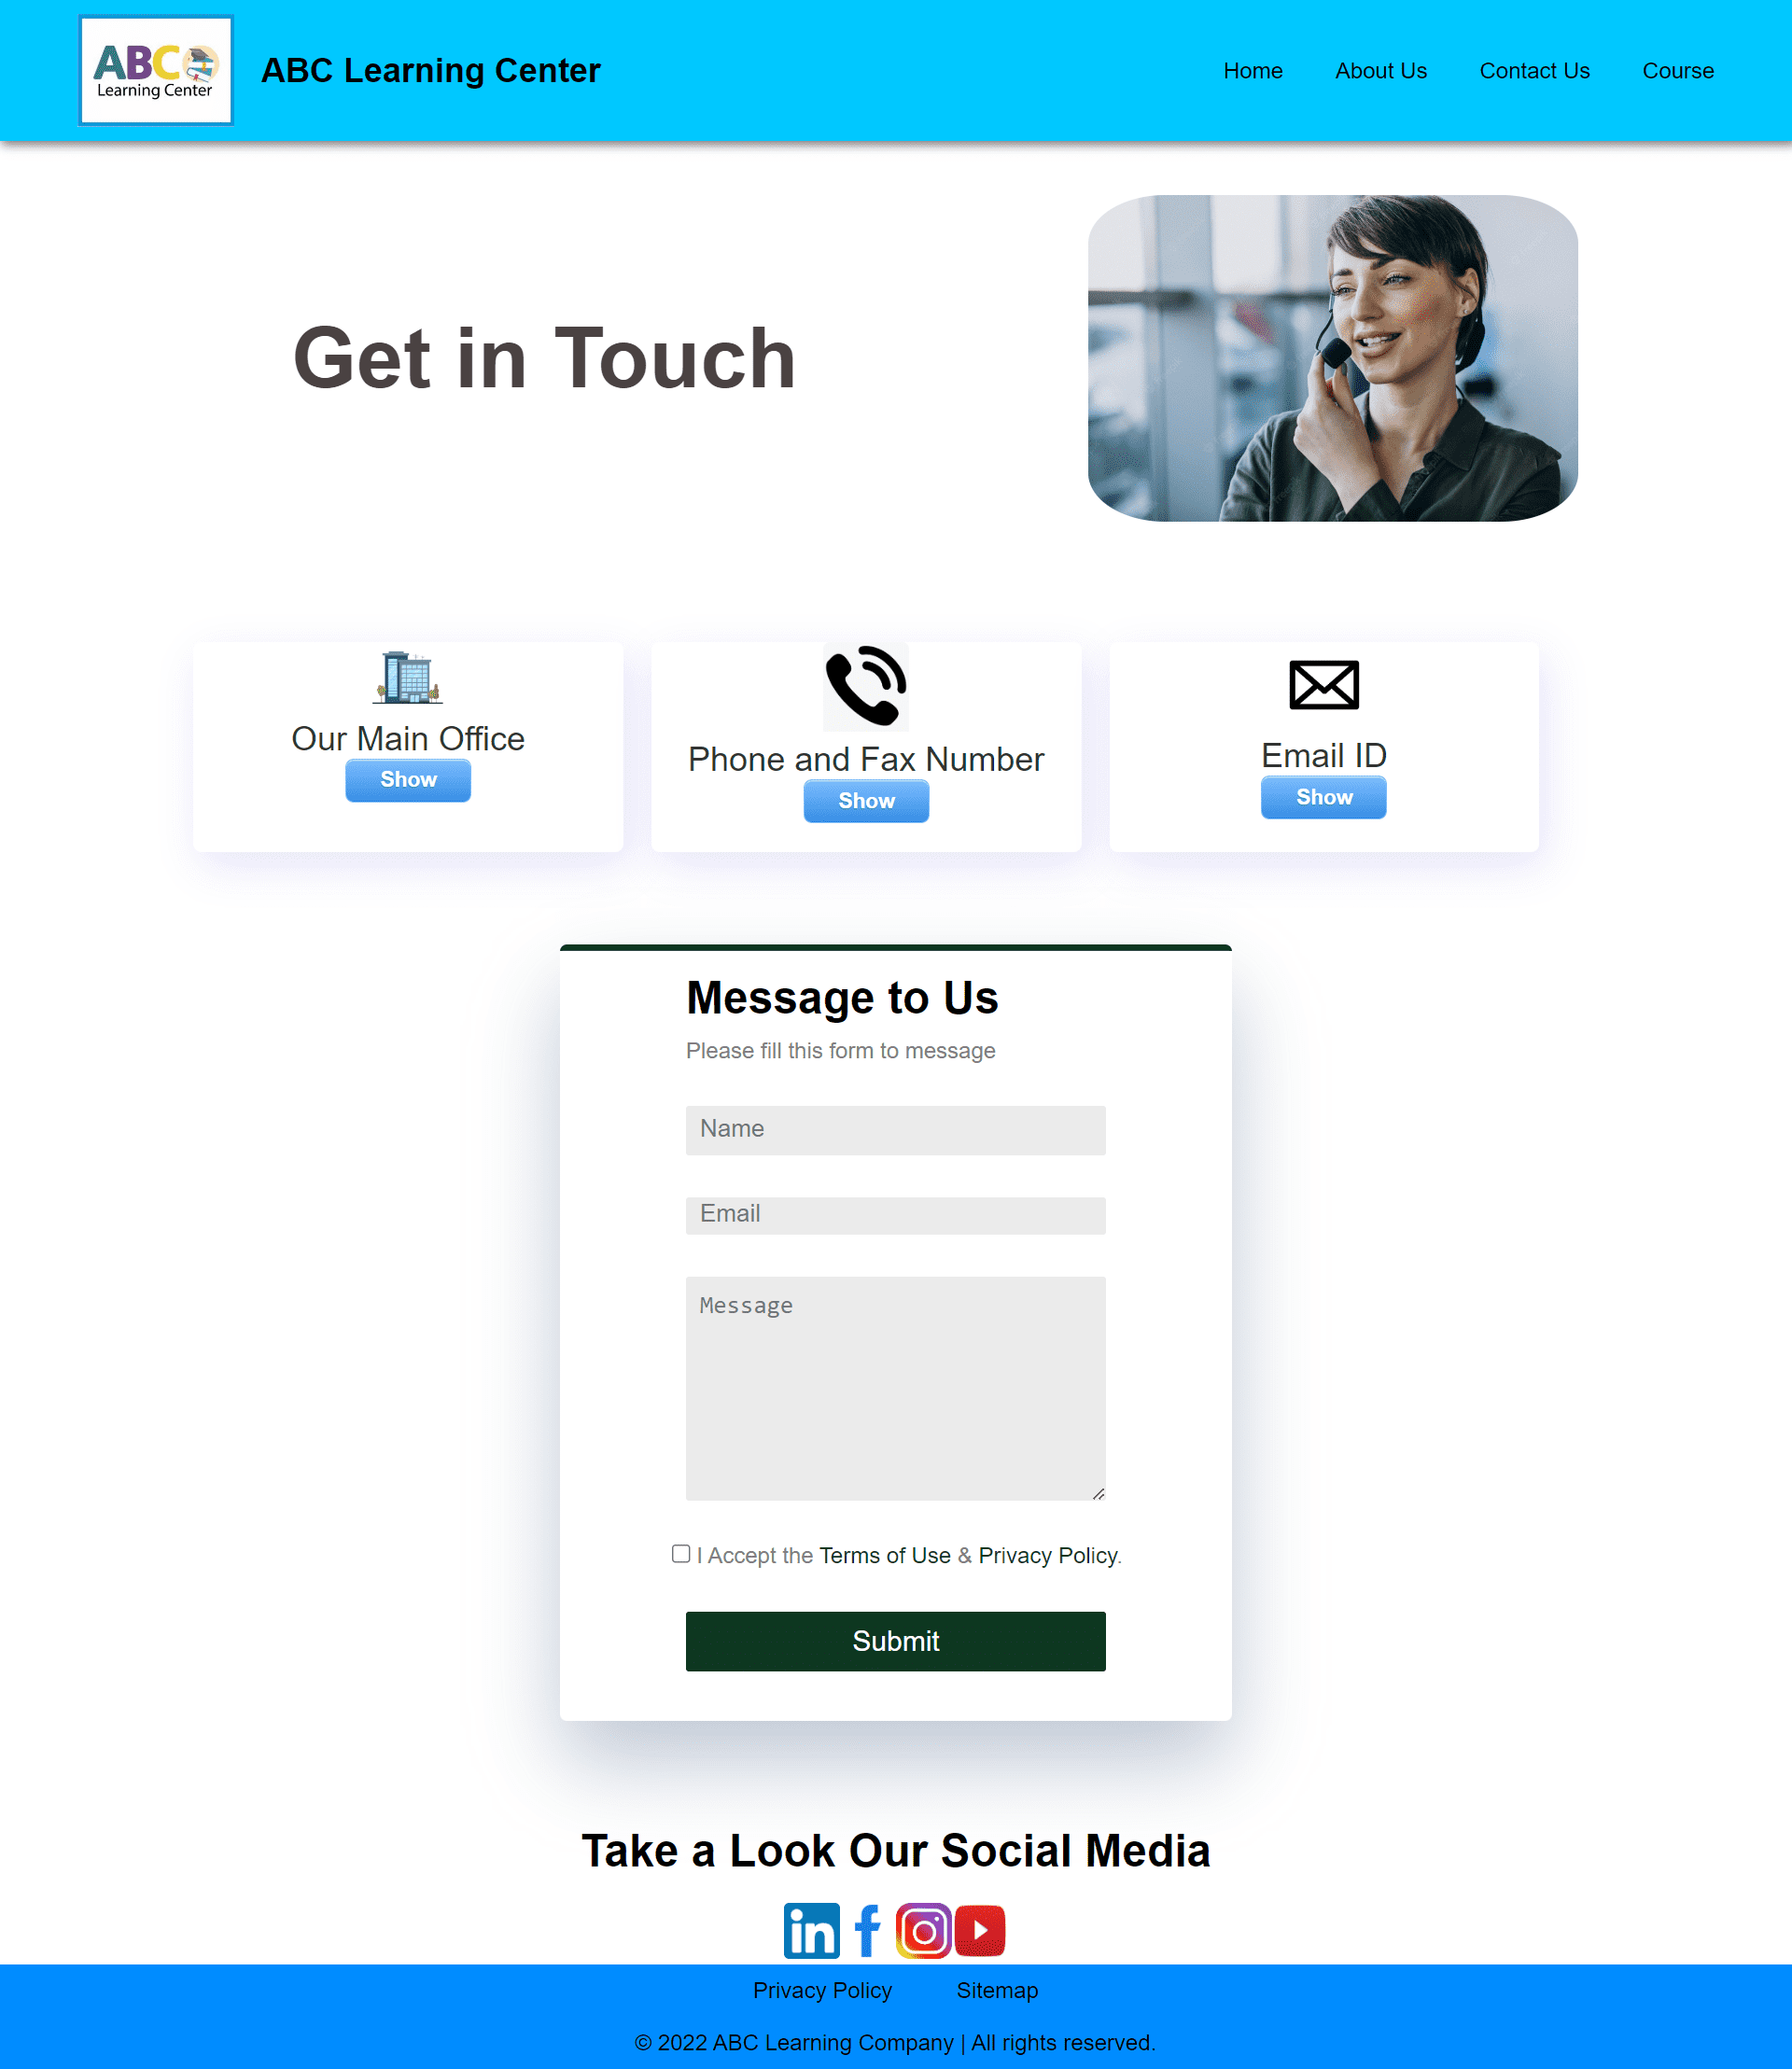 ABC
Learning Center
ABC Learning Center
Home About Us Contact Us Course
Get in Touch
Our Main Office
Show
Phone and Fax Number
Show
Email ID
Show
Message to Us
Please fill this form to message
Name
Email
Message
I Accept the Terms of Use & Privacy Policy.
Submit
Take a Look Our Social Media
in
Privacy Policy Sitemap
© 2022 ABC Learning Company | All rights reserved.